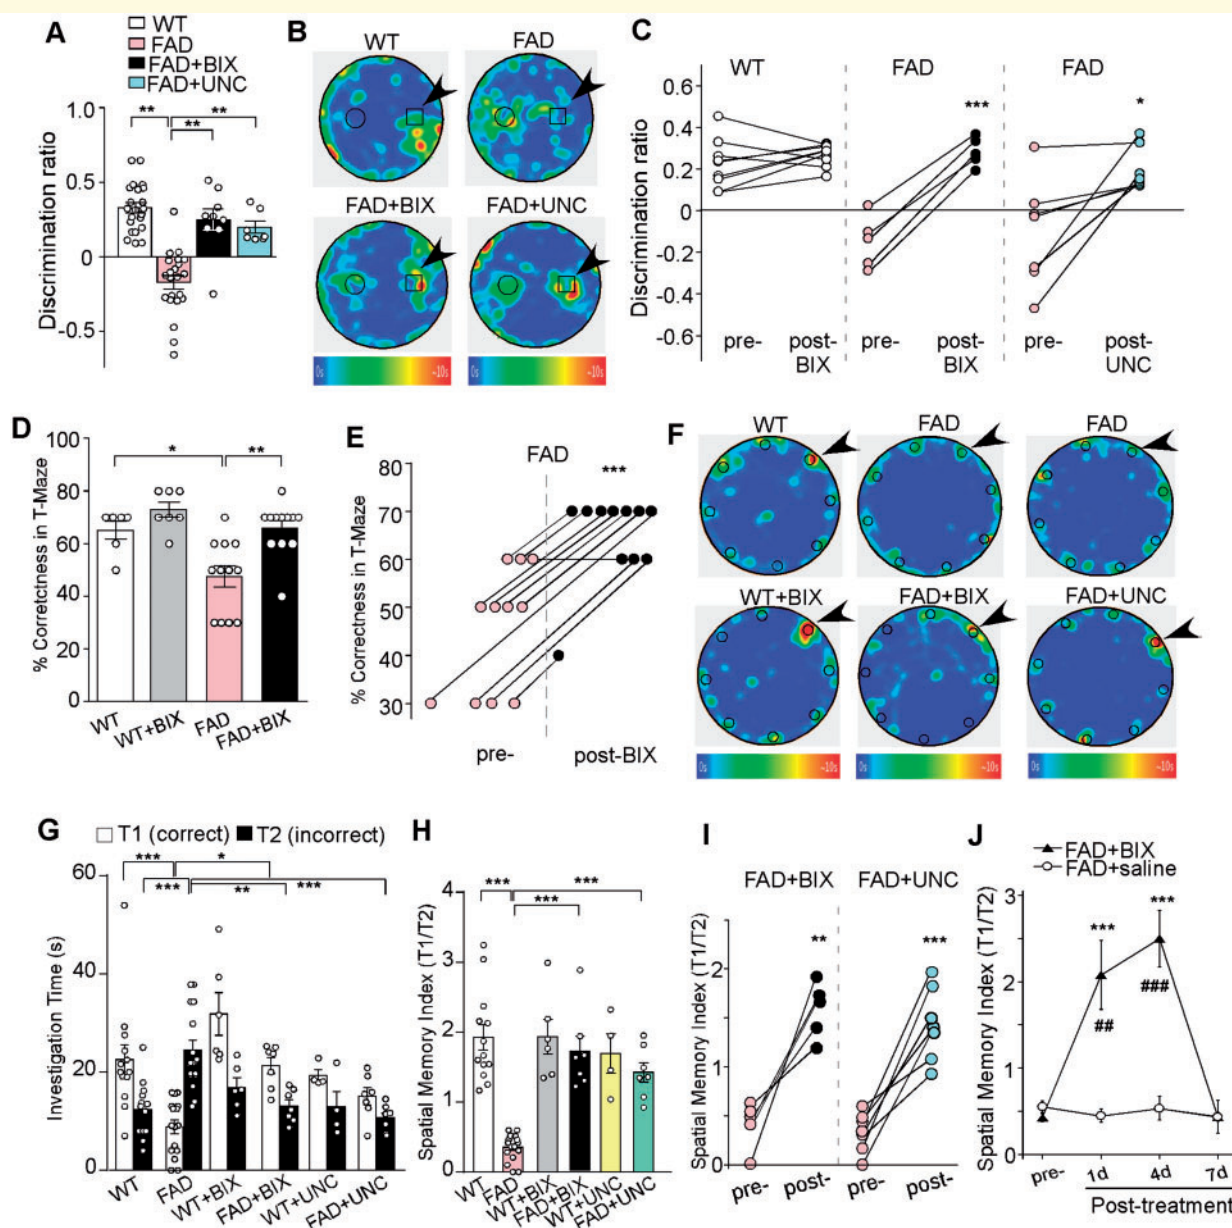 A
WT
FAD
FAD+BIX
FAD+UNC
**
**
**
1.0
0.5
0
-0.5
Discrimination ratio
B
WT
FAD
FAD+BIX
FAD+UNC
0s
~10s
0s
~10s
C
WT
FAD
FAD
***
*
0.6
0.4
0.2
0
-0.2
-0.4
-0.6
Discrimination ratio
pre-
post-
BIX
pre-
post-
BIX
pre-
post-
UNC
D
*
**
100
80
60
40
20
0
% Corretctness in T-Maze
WT
WT+BIX
FAD
FAD+BIX
E
FAD
***
80
70
60
50
40
30
% Correctness in T-Maze
pre-
post-BIX
F
WT
FAD
FAD
WT+BIX
FAD+BIX
FAD+UNC
0s
~10s
0s
~10s
0s
~10s
G
T1 (correct)
T2 (incorrect)
***
*
***
**
***
60
40
20
0
Investigation Time (s)
WT
FAD
WT+BIX
FAD+BIX
WT+UNC
FAD+UNC
H
***
***
***
4
3
2
1
0
Spatial Memory Index (T1/T2)
WT
FAD
WT+BIX
FAD+BIX
WT+UNC
FAD+UNC
I
FAD+BIX
FAD+UNC
**
***
2
1
0
Spatial Memory Index (T1/T2)
pre-
post-
pre-
post-
J
FAD+BIX
FAD+saline
***
***
##
###
3
2
1
0
Spatial Memory Index (T1/T2)
pre-
1d
4d
7d
Post-treatment